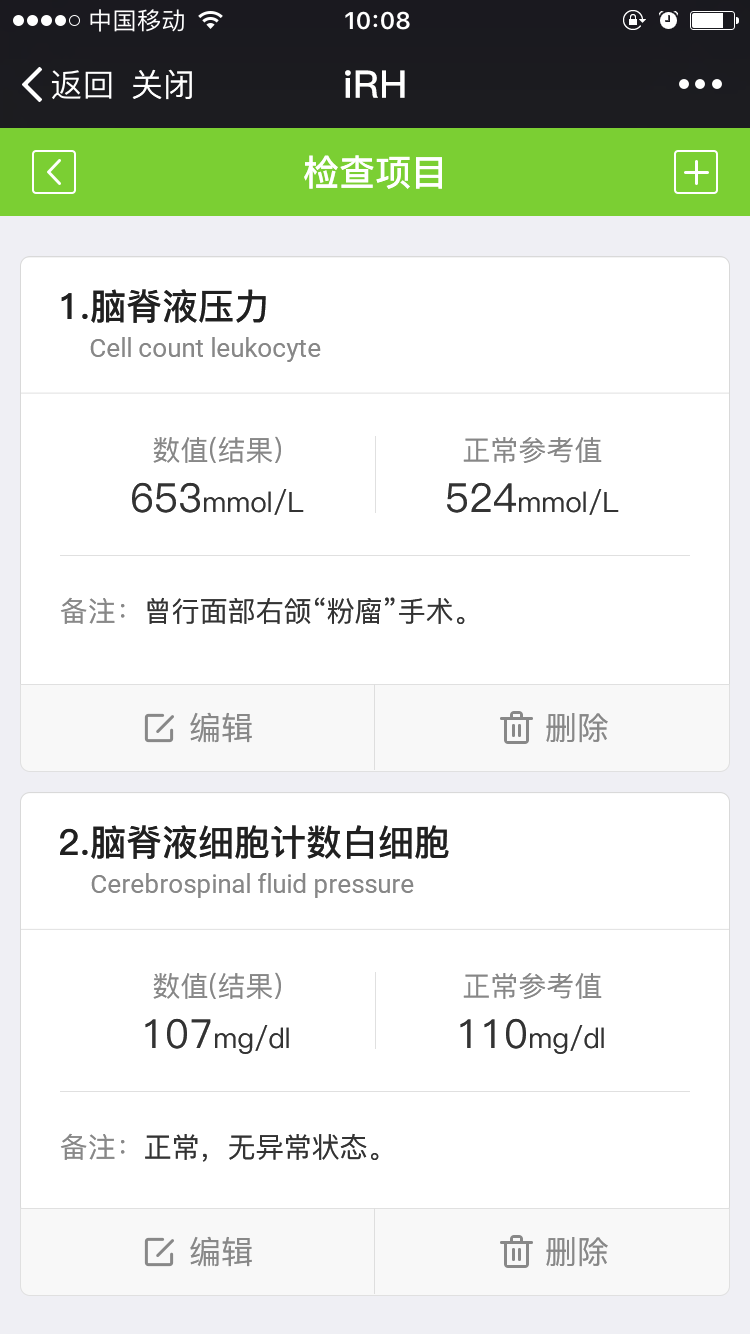 中国移动 10:08
返回 关闭 iRH
检查项目
1.脑脊液压力
Cell count leukocyte
数值(结果) 正常参考值
653mmol/L 524mmol/L
备注：曾行面部右颌“粉瘤”手术。
编辑 删除
2.脑脊液细胞计数白细胞
Cerebrospinal fluid pressure
数值(结果) 正常参考值
107mg/dl 110mg/dl
备注：正常，无异常状态。
编辑 删除